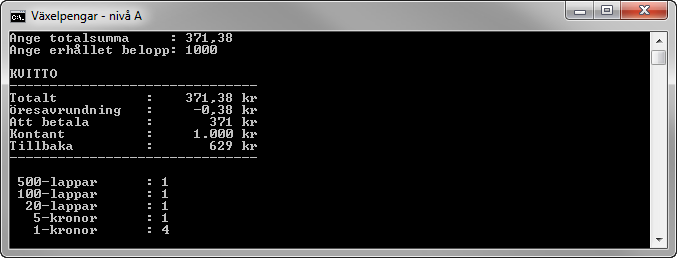 Växelpengar - nivå A
Ange totalsumma     : 371,38
Ange erhållet belopp: 1000
KVITTO
-------------------------------
Totalt           :    371,38 kr
Öresavrundning   :     -0,38 kr
Att betala       :       371 kr
Kontant          :     1.000 kr
Tillbaka         :       629 kr
-------------------------------
 500-lappar      : 1
 100-lappar      : 1
  20-lappar      : 1
   5-kronor      : 1
   1-kronor      : 4